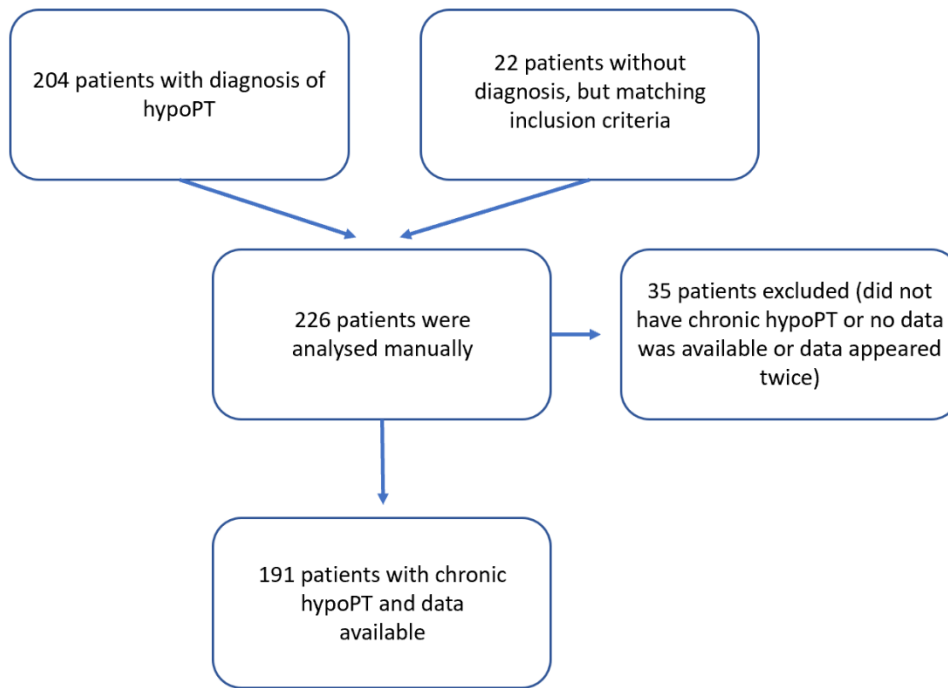 204 patients with diagnosis of
hypoPT
22 patients without
diagnosis, but matching
inclusion criteria
226 patients were
analysed manually
35 patients excluded (did not
have chronic hypoPT or no data
was available or data appeared
twice)
191 patients with chronic
hypoPT and data
available